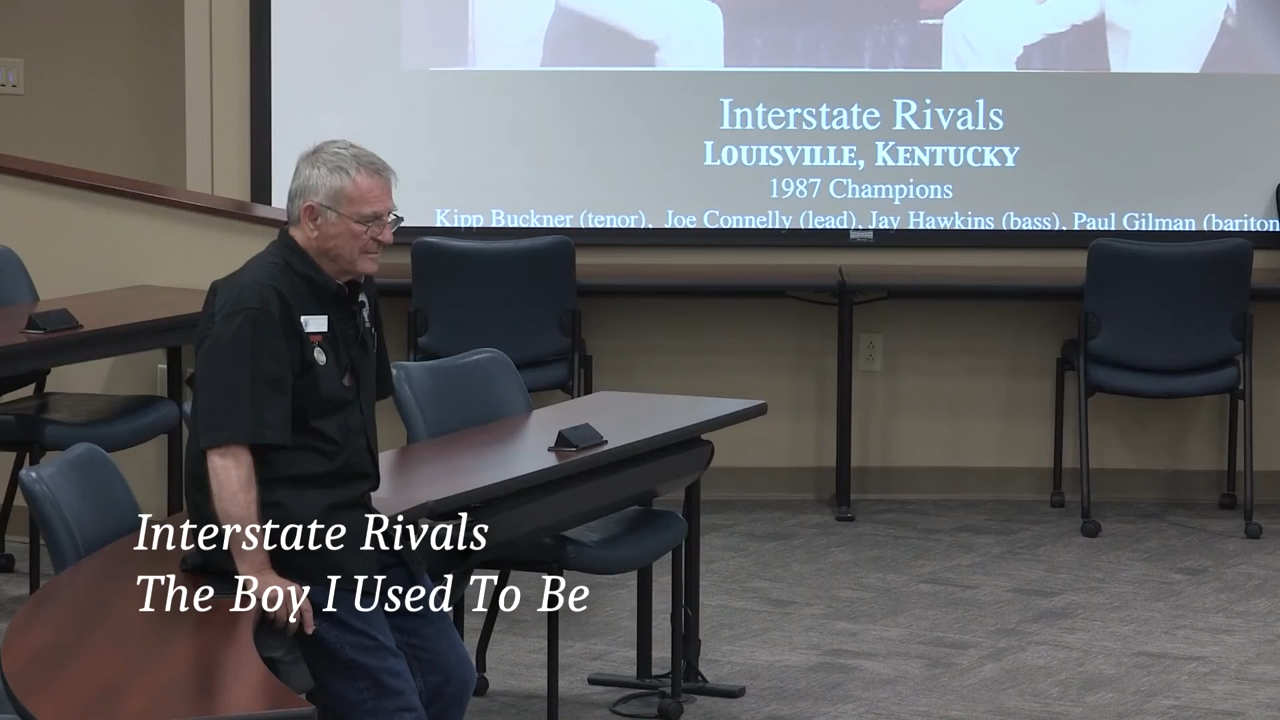 Interstate Rivals
LOUISVILLE, KENTUCKY
1987 Champions
Kipp Buckner (tenor), Joe Connelly (lead), Jay Hawkins (bass), Paul Gilman (bariton
Interstate Rivals
The Boy I Used To Be